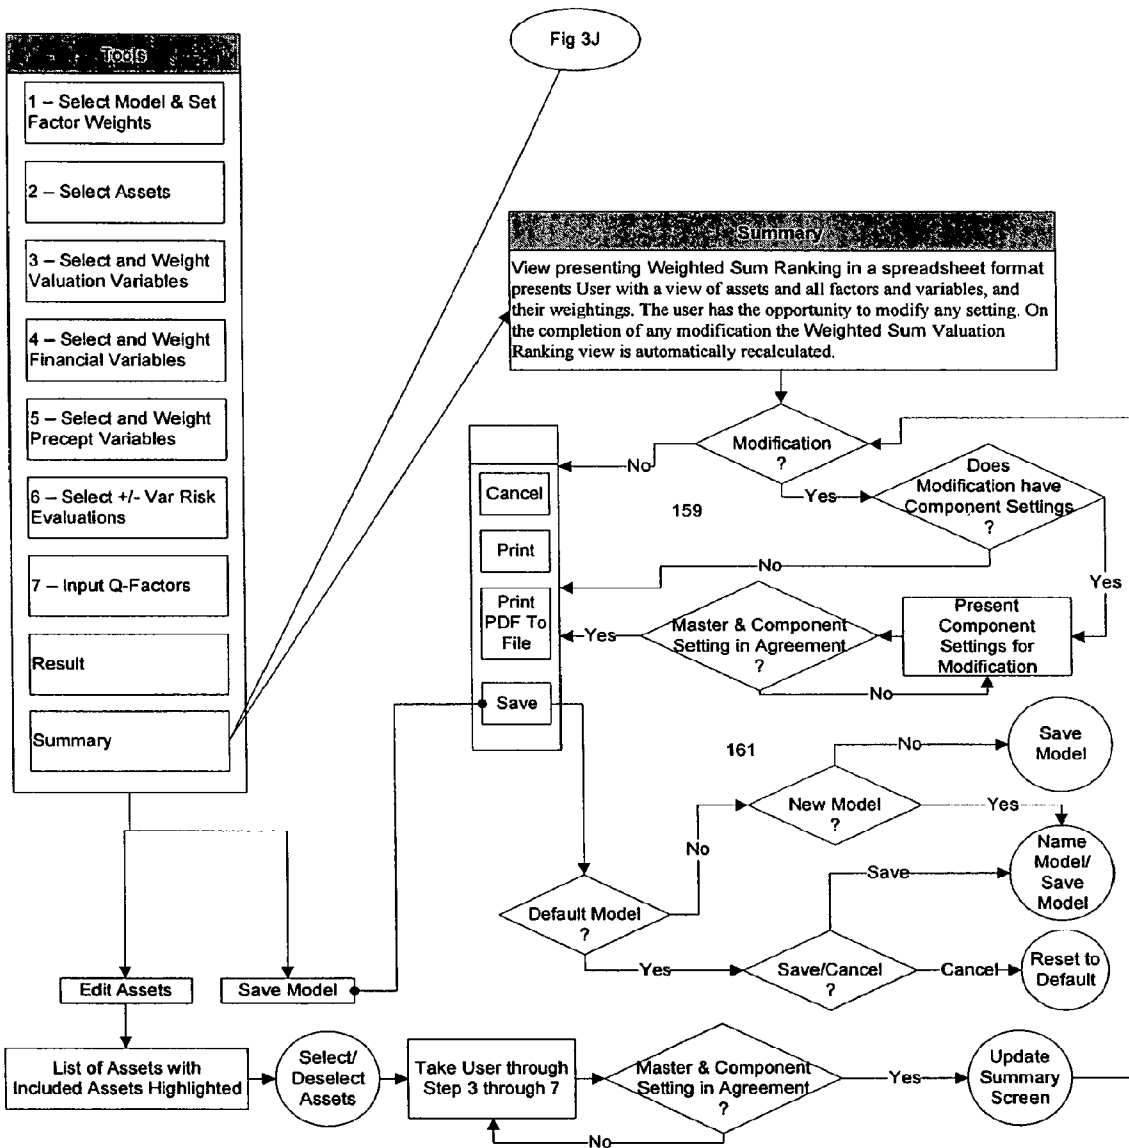 Fig 3J
Tools
1 – Select Model & Set
Factor Weights
2 – Select Assets
3 – Select and Weight
Valuation Variables
4 – Select and Weight
Financial Variables
5 – Select and Weight
Precept Variables
6 – Select +/- Var Risk
Evaluations
7 – Input Q-Factors
Result
Summary
Summary
View presenting Weighted Sum Ranking in a spreadsheet format
presents User with a view of assets and all factors and variables, and
their weightings. The user has the opportunity to modify any setting. On
the completion of any modification the Weighted Sum Valuation
Ranking view is automatically recalculated.
Modification
?
No
Yes
Does
Modification have
Component Settings
?
159
No
Yes
Cancel
Print
Print
PDF To
File
Save
Yes
Master & Component
Setting in Agreement
?
No
Present
Component
Settings for
Modification
161
No
Save
Model
New Model
?
Yes
No
Name
Model/
Save
Model
Save
Default Model
?
Yes
Save/Cancel
?
Cancel
Reset to
Default
Edit Assets
Save Model
List of Assets with
Included Assets Highlighted
Select/
Deselect
Assets
Take User through
Step 3 through 7
Master & Component
Setting in Agreement
?
Yes
No
Update
Summary
Screen